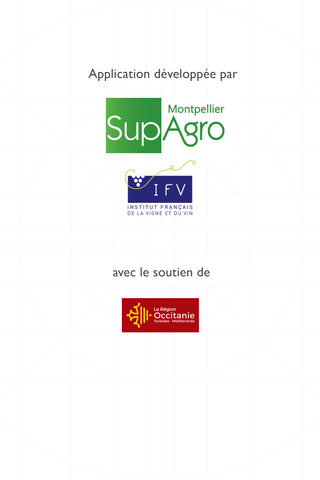 Application développée par
Montpellier
SupAgro
IFV
INSTITUT FRANÇAIS
DE LA VIGNE ET DU VIN
avec le soutien de
La Région
Occitanie
Pyrénées - Méditerranée